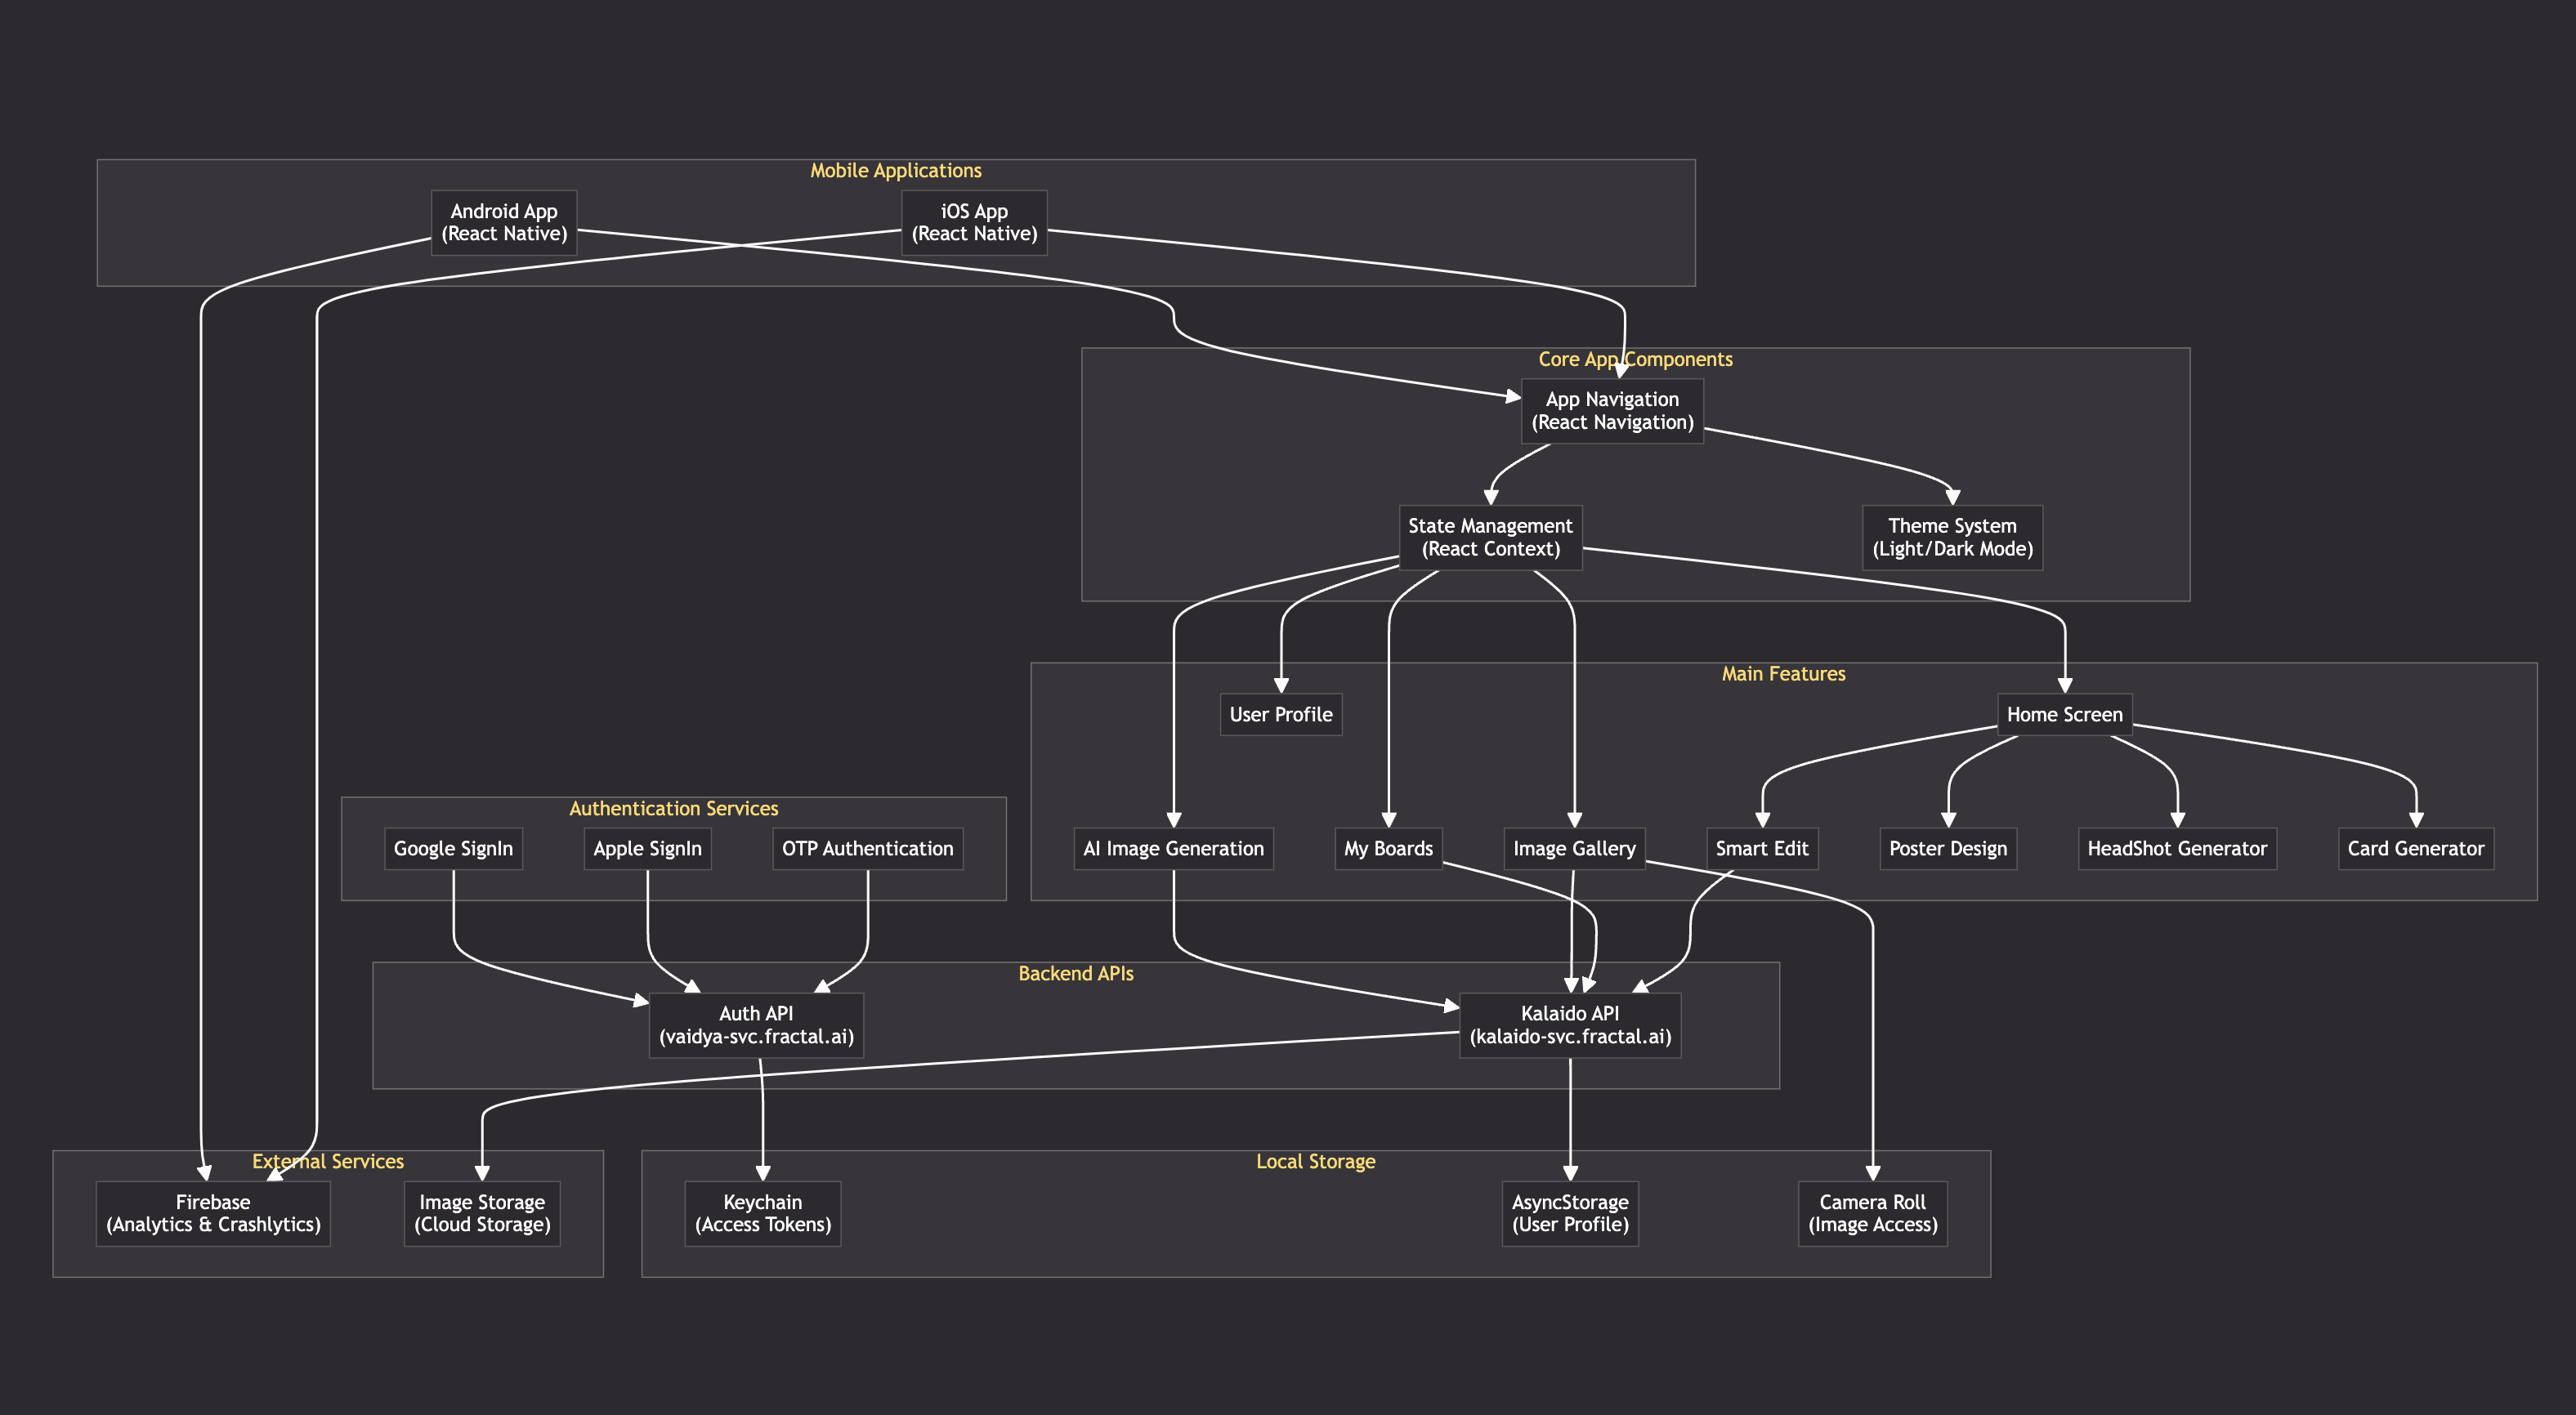 Mobile Applications
Android App
(React Native)
iOS App
(React Native)
Core App Components
App Navigation
(React Navigation)
State Management
(React Context)
Theme System
(Light/Dark Mode)
Main Features
User Profile
Home Screen
Authentication Services
Google SignIn
Apple SignIn
OTP Authentication
AI Image Generation
My Boards
Image Gallery
Smart Edit
Poster Design
HeadShot Generator
Card Generator
Backend APIs
Auth API
(vaidya-svc.fractal.ai)
Kalaido API
(kalaido-svc.fractal.ai)
External Services
Firebase
(Analytics & Crashlytics)
Image Storage
(Cloud Storage)
Local Storage
Keychain
(Access Tokens)
AsyncStorage
(User Profile)
Camera Roll
(Image Access)